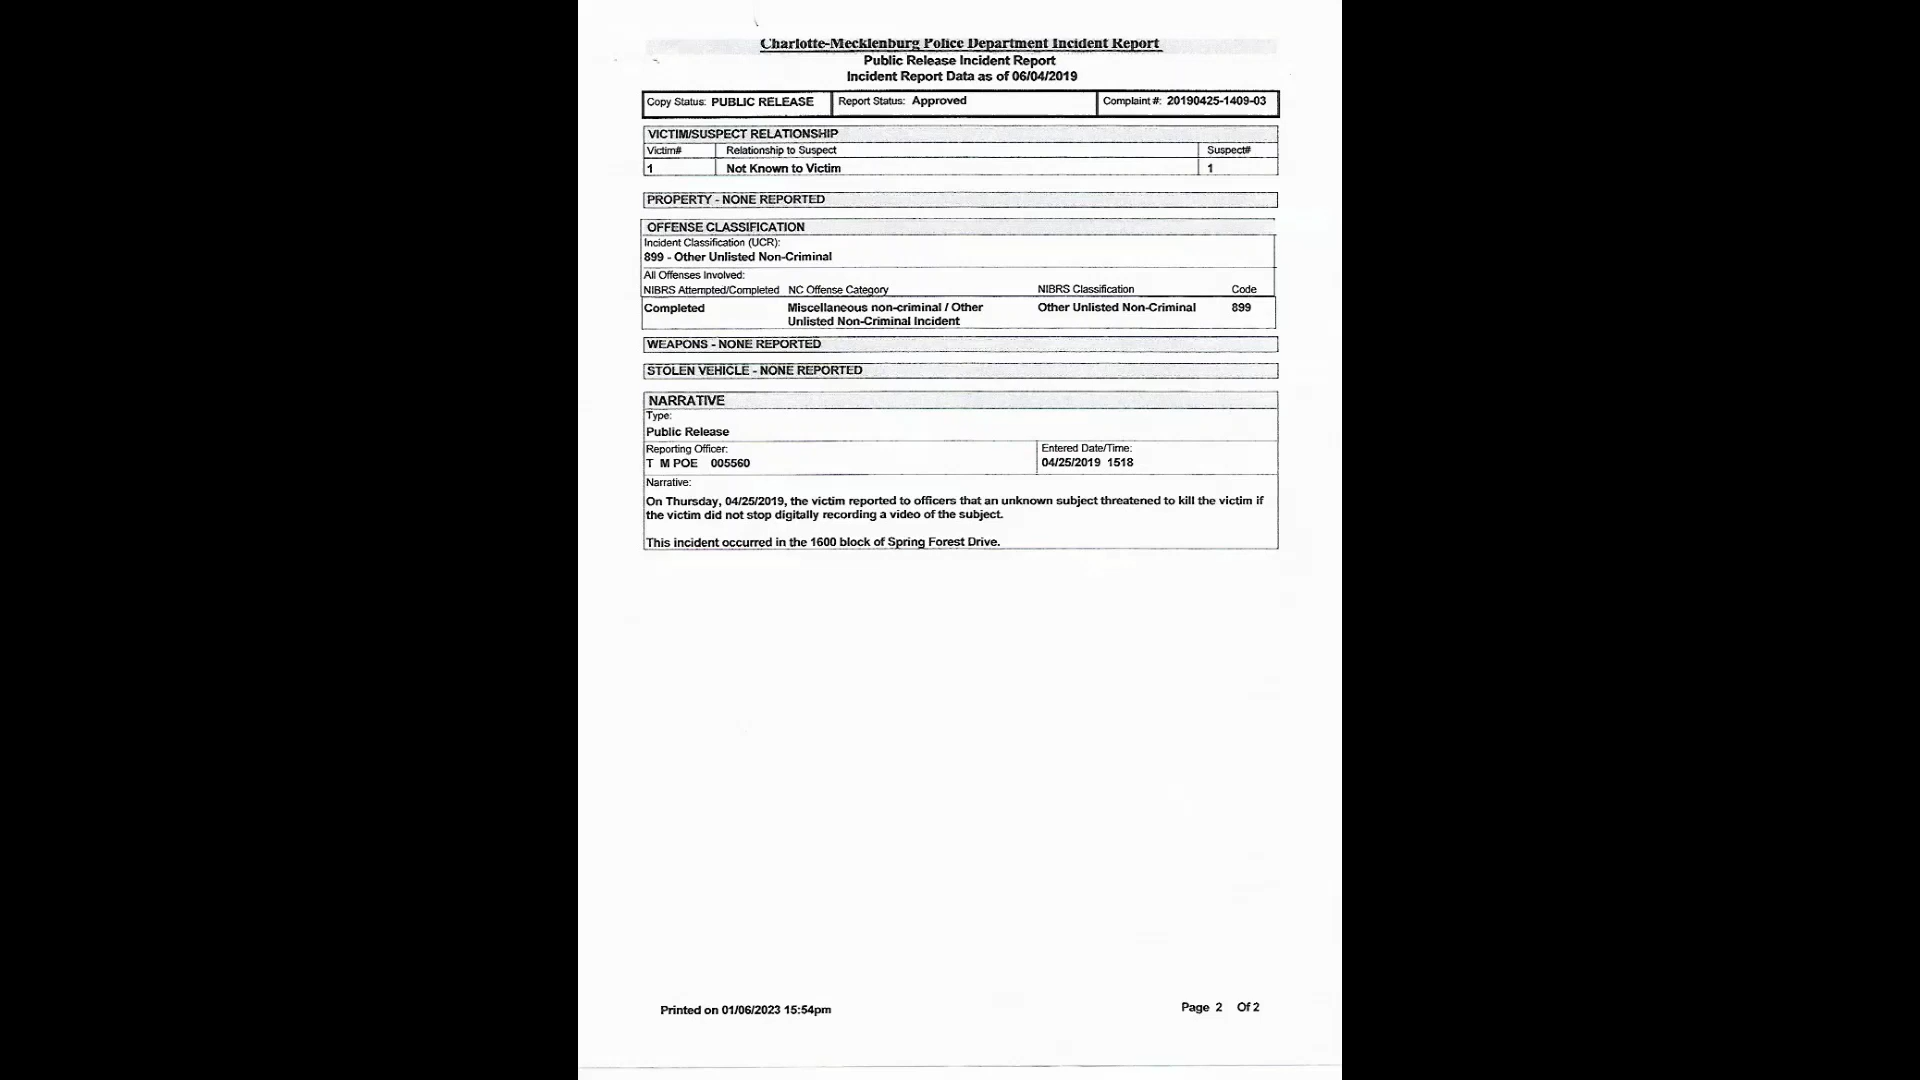 Charlotte-Mecklenburg Police Department Incident Report
Public Release Incident Report
Incident Report Data as of 06/04/2019
Copy Status: PUBLIC RELEASE Report Status: Approved Complaint #: 20190425-1409-03
VICTIM/SUSPECT RELATIONSHIP
Victim# Relationship to Suspect Suspect#
1 Not Known to Victim 1
PROPERTY - NONE REPORTED
OFFENSE CLASSIFICATION
Incident Classification (UCR):
899 - Other Unlisted Non-Criminal
All Offenses Involved:
NIBRS Attempted/Completed NC Offense Category NIBRS Classification Code
Completed Miscellaneous non-criminal / Other Other Unlisted Non-Criminal 899
Unlisted Non-Criminal Incident
WEAPONS - NONE REPORTED
STOLEN VEHICLE - NONE REPORTED
NARRATIVE
Type:
Public Release
Reporting Officer: Entered Date/Time:
T M POE 005560 04/25/2019 1518
Narrative:
On Thursday, 04/25/2019, the victim reported to officers that an unknown subject threatened to kill the victim if
the victim did not stop digitally recording a video of the subject.
This incident occurred in the 1600 block of Spring Forest Drive.
Printed on 01/06/2023 15:54pm Page 2 Of 2